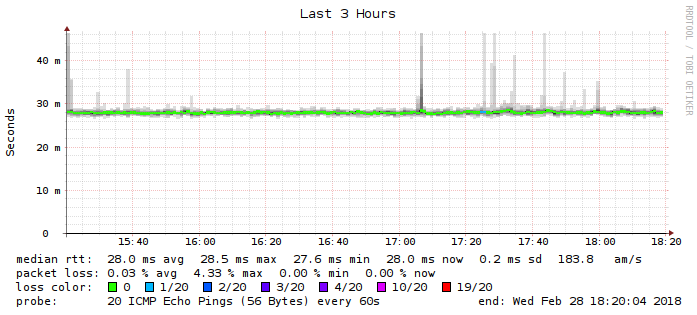 Last 3 Hours
RRDTOOL / TOBI OETIKER
Seconds
40 m
30 m
20 m
10 m
0
15:40 16:00 16:20 16:40 17:00 17:20 17:40 18:00 18:20
median rtt: 28.0 ms avg 28.5 ms max 27.6 ms min 28.0 ms now 0.2 ms sd 183.8 am/s
packet loss: 0.03 % avg 4.33 % max 0.00 % min 0.00 % now
loss color: 0 1/20 2/20 3/20 4/20 10/20 19/20
probe: 20 ICMP Echo Pings (56 Bytes) every 60s end: Wed Feb 28 18:20:04 2018